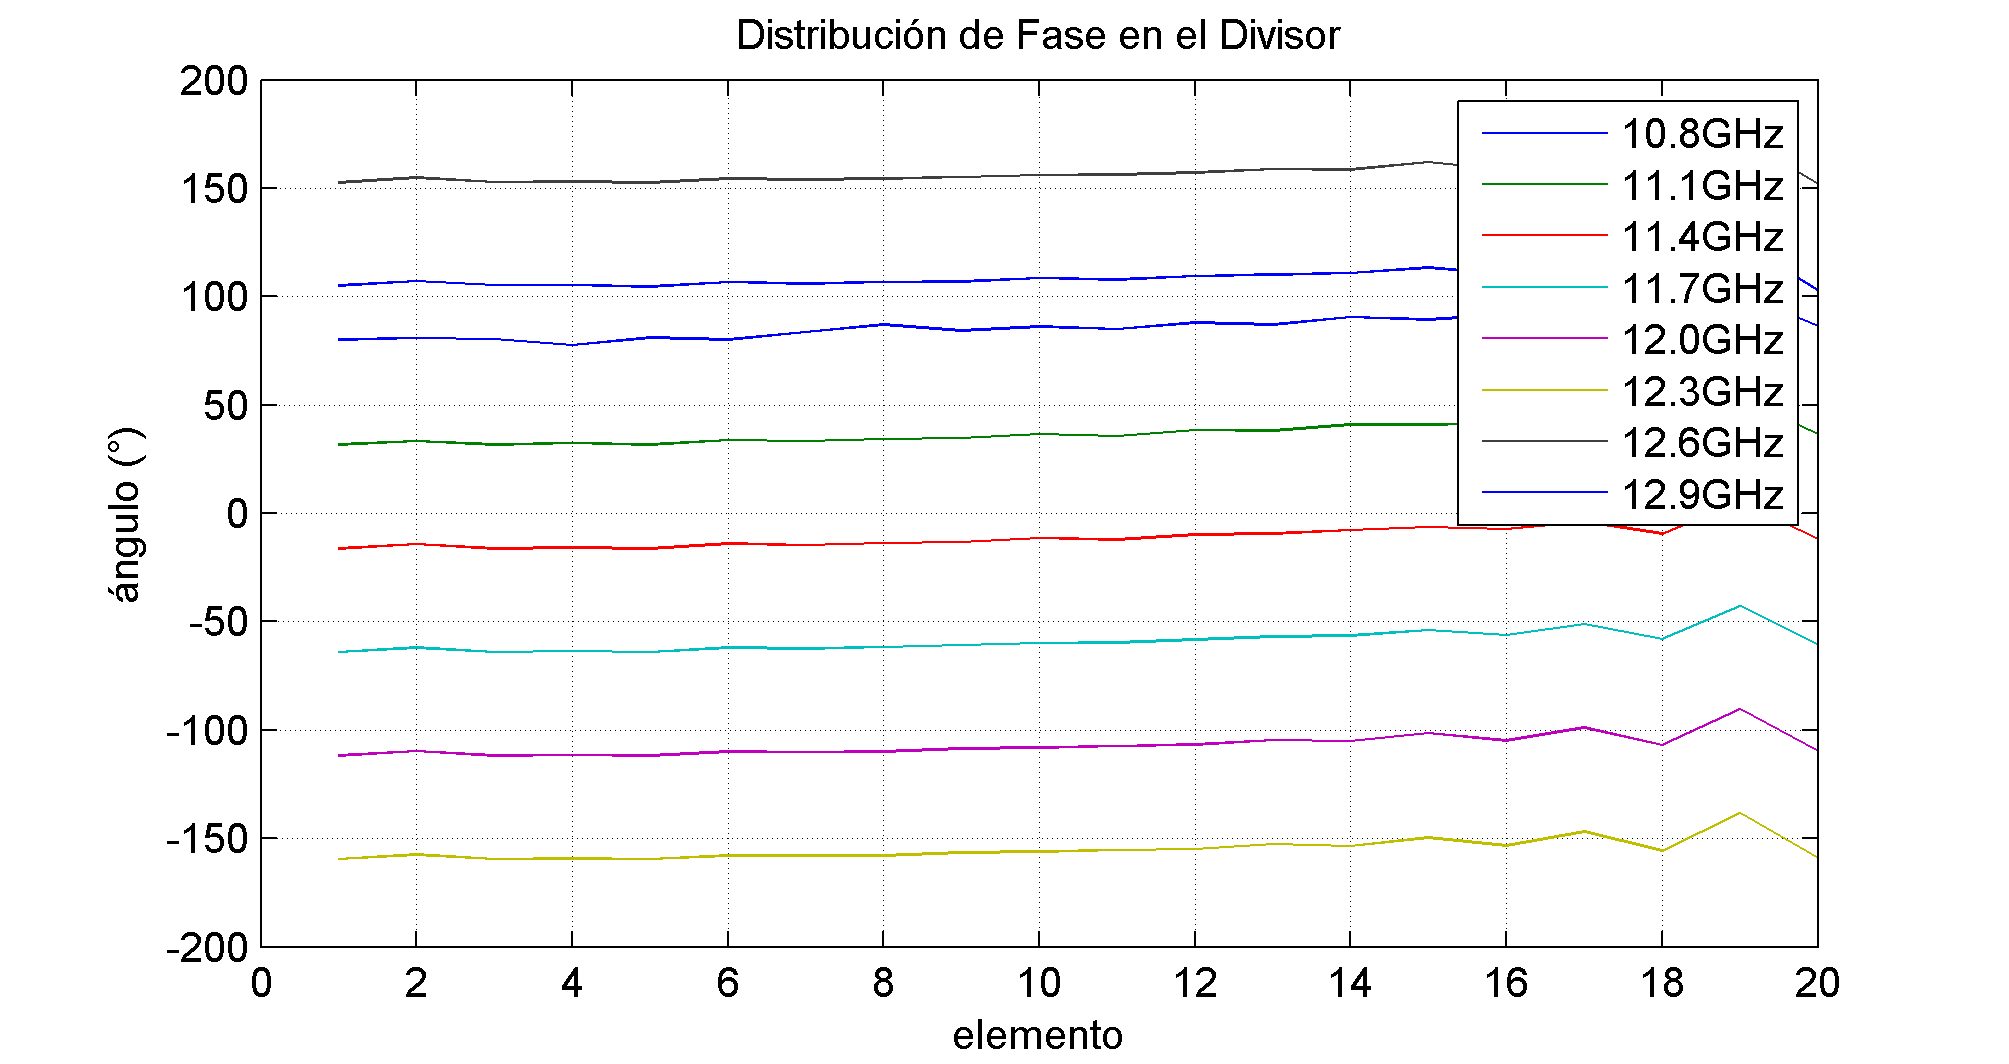 Distribución de Fase en el Divisor
200
150
100
50
0
-50
-100
-150
-200
ángulo (°)
10.8GHz
11.1GHz
11.4GHz
11.7GHz
12.0GHz
12.3GHz
12.6GHz
12.9GHz
0 2 4 6 8 10 12 14 16 18 20
elemento